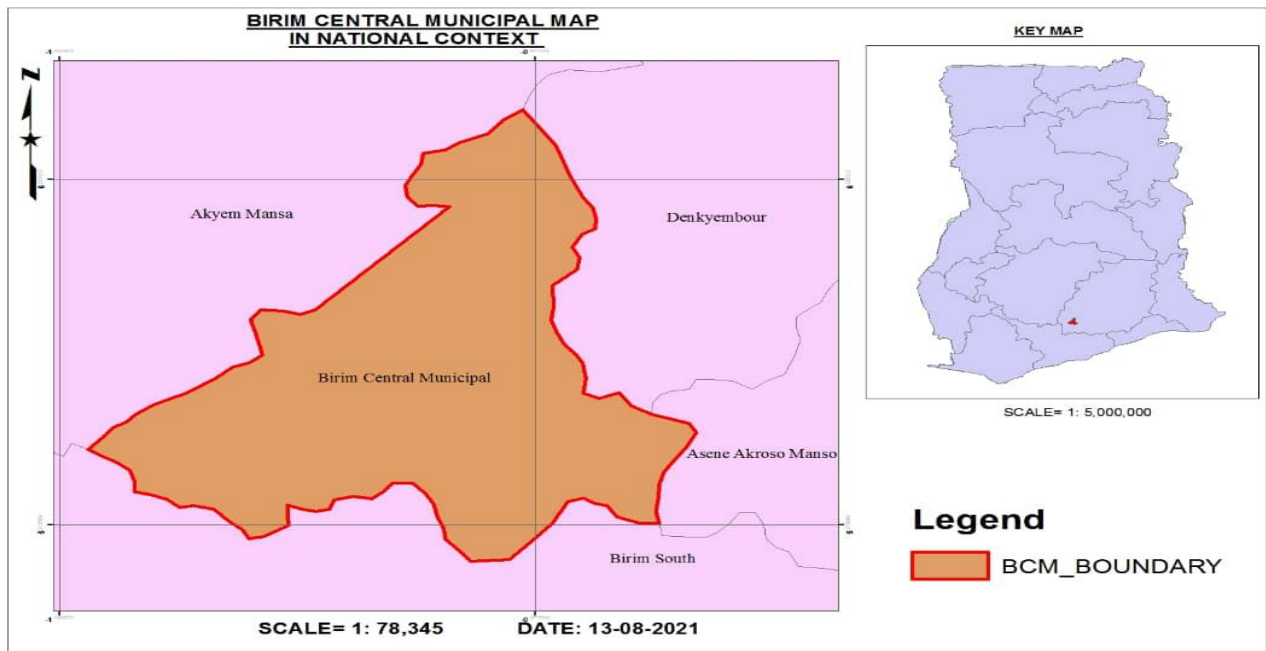 BIRIM CENTRAL MUNICIPAL MAP
IN NATIONAL CONTEXT
KEY MAP
N
Akyem Mansa
Denkyembour
Birim Central Municipal
SCALE= 1: 5,000,000
Asene Akroso Manso
Legend
Birim South
BCM_BOUNDARY
SCALE= 1: 78,345
DATE: 13-08-2021